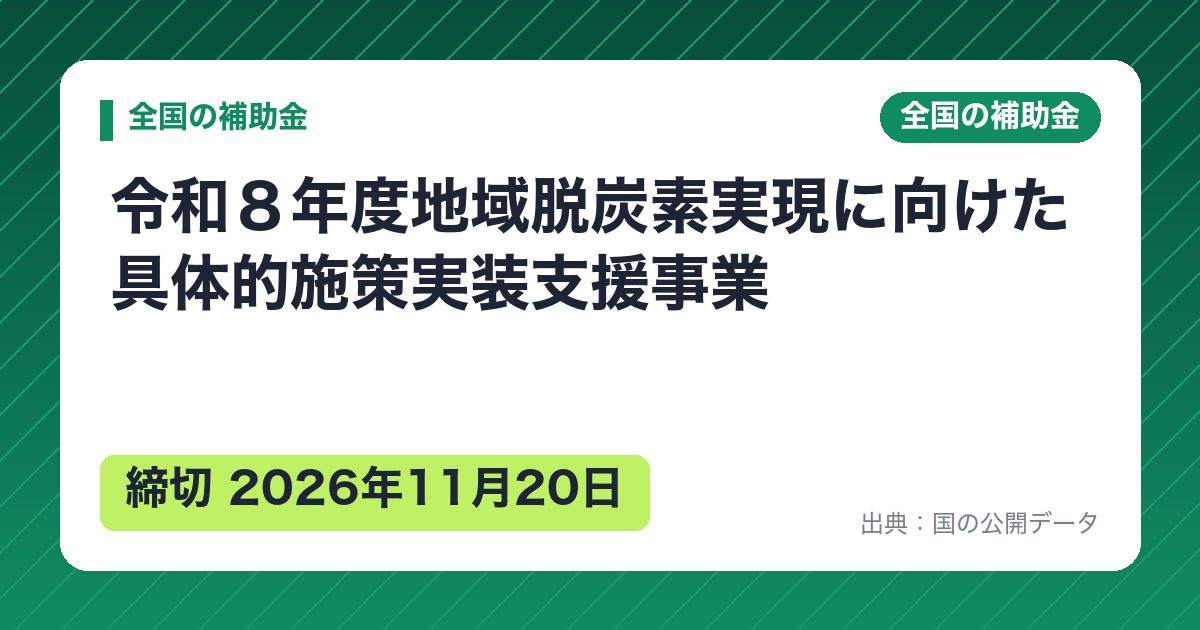 全国の補助金
全国の補助金
令和８年度地域脱炭素実現に向けた
具体的施策実装支援事業
締切 2026年11月20日
出典：国の公開データ